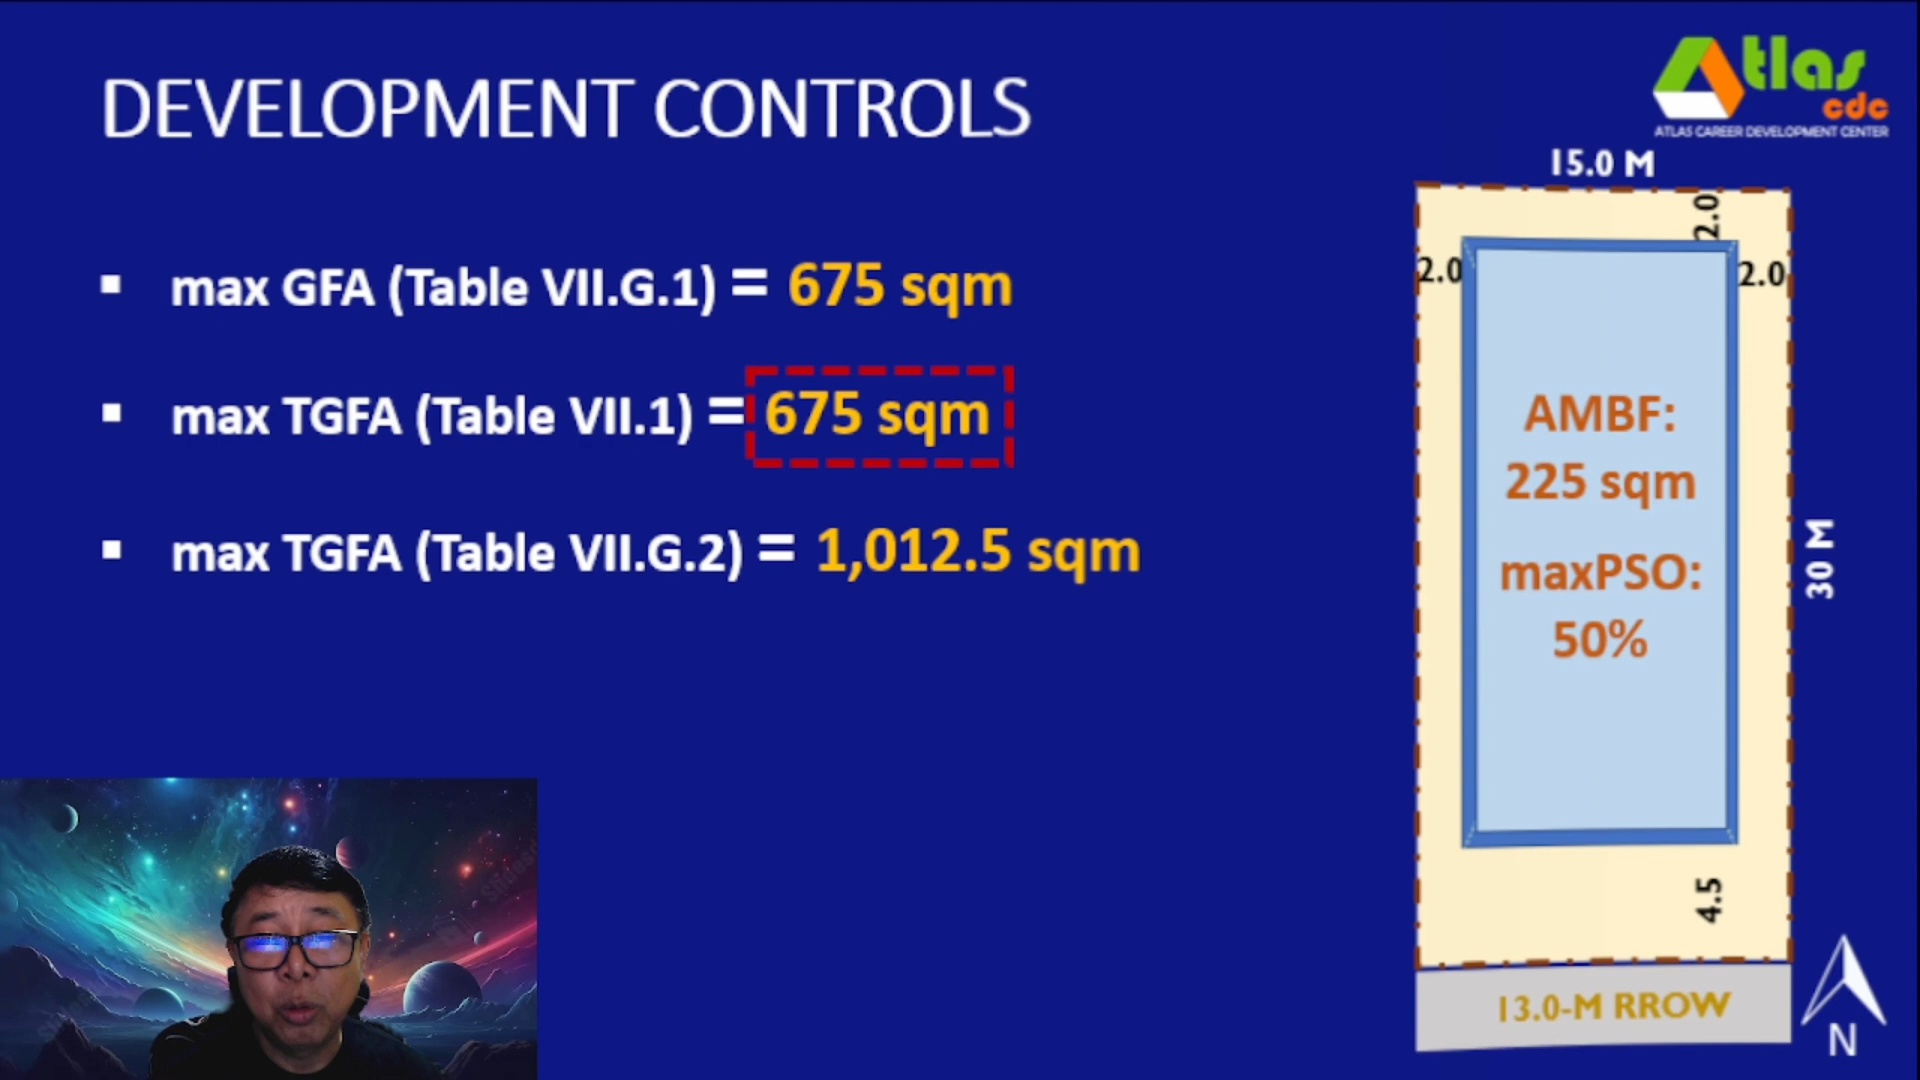 DEVELOPMENT CONTROLS
Atlas
cdc
ATLAS CAREER DEVELOPMENT CENTER
▪ max GFA (Table VII.G.1) = 675 sqm
▪ max TGFA (Table VII.1) = 675 sqm
▪ max TGFA (Table VII.G.2) = 1,012.5 sqm
15.0 M
2.0
2.0
2.0
AMBF:
225 sqm
maxPSO:
50%
30 M
4.5
13.0-M RROW
N